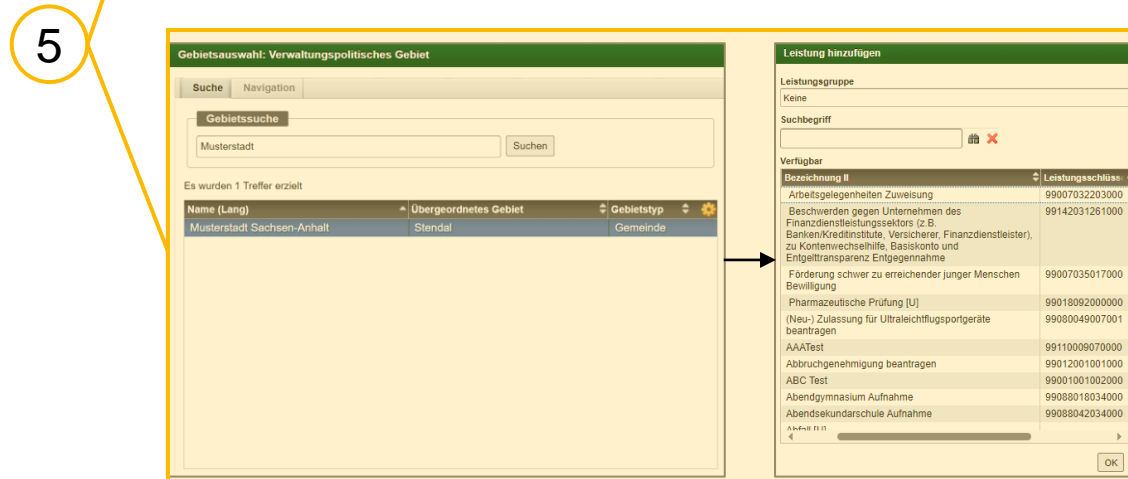 5
Gebietsauswahl: Verwaltungspolitisches Gebiet
Suche Navigation
Gebietssuche
Musterstadt Suchen
Es wurden 1 Treffer erzielt
Name (Lang) Übergeordnetes Gebiet Gebietstyp
Musterstadt Sachsen-Anhalt Stendal Gemeinde
Leistung hinzufügen
Leistungsgruppe
Keine
Suchbegriff
Verfügbar
Bezeichnung II Leistungsschlüss
Arbeitsgelegenheiten Zuweisung 99007032203000
Beschwerden gegen Unternehmen des 99142031261000
Finanzdienstleistungssektors (z.B.
Banken/Kreditinstitute, Versicherer, Finanzdienstleister),
zu Kontenwechselhilfe, Basiskonto und
Entgelttransparenz Entgegennahme
Förderung schwer zu erreichender junger Menschen 99007035017000
Bewilligung
Pharmazeutische Prüfung [U] 99018092000000
(Neu-) Zulassung für Ultraleichtflugsportgeräte 99080049007001
beantragen
AAATest 99110009070000
Abbruchgenehmigung beantragen 99012001001000
ABC Test 99001001002000
Abendgymnasium Aufnahme 99088018034000
Abendsekundarschule Aufnahme 99088042034000
Abfall [U]
OK